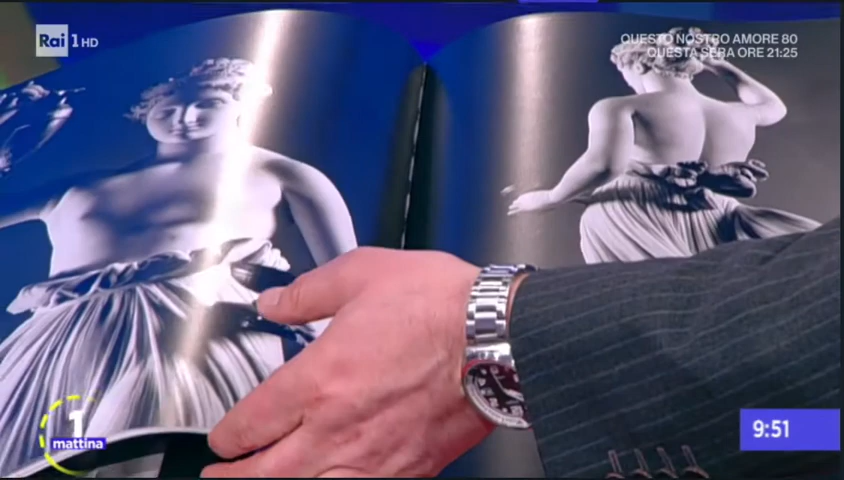 Rai 1 HD
QUESTO NOSTRO AMORE 80
QUESTA SERA ORE 21:25
1
mattina
9:51